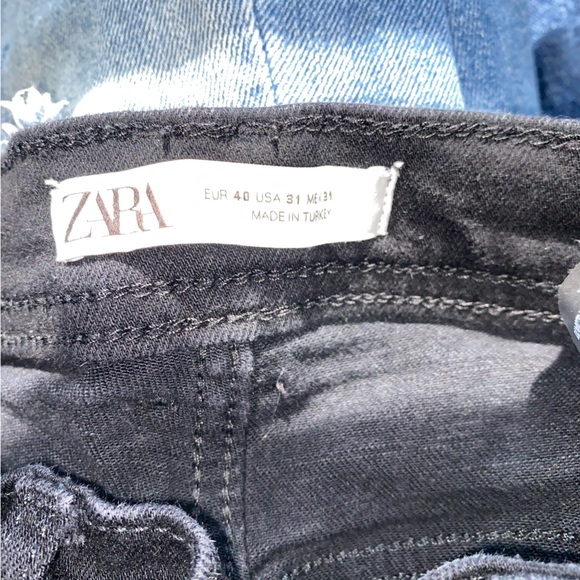 ZARA
EUR 40 USA 31 MEX 31
MADE IN TURKEY